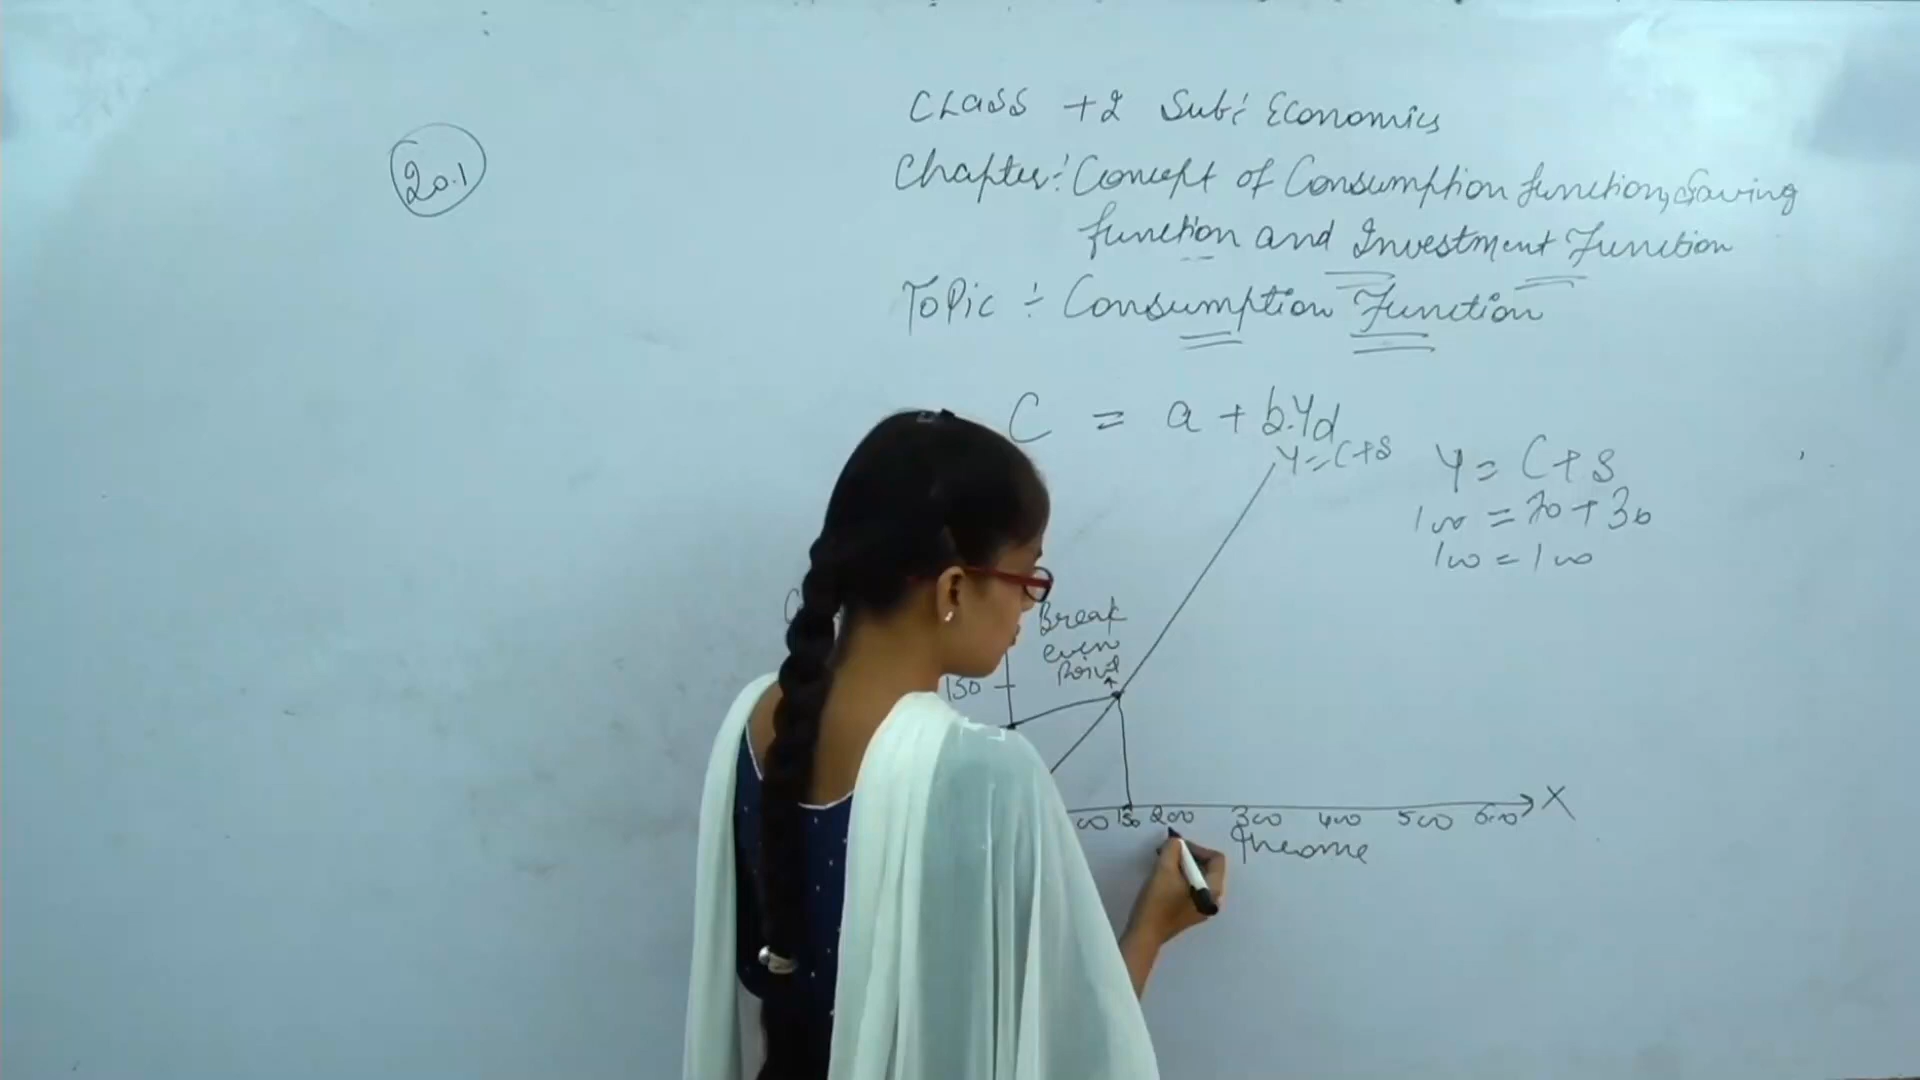 20.1
Class +2 Sub: Economics
Chapter: Concept of Consumption function, Saving
function and Investment Function
Topic ÷ Consumption Function
C = a + b.Yd
Y = C+S
Y = C+S
100 = 70 + 30
100 = 100
C
Break
even
Point
150
00 150 200 300 400 500 600 X
Income